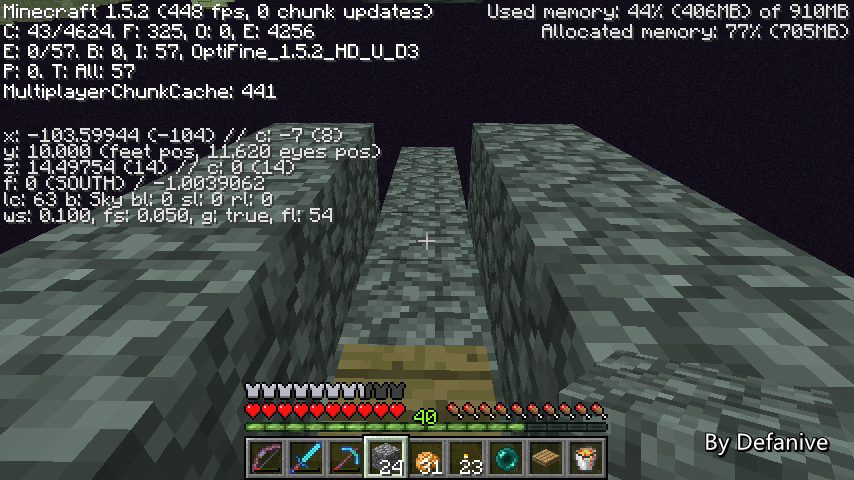 Minecraft 1.5.2 (448 fps, 0 chunk updates)
C: 43/4624. F: 325, O: 0, E: 4256
E: 0/57. B: 0, I: 57, OptiFine_1.5.2_HD_U_D3
P: 0. T: All: 57
MultiplayerChunkCache: 441
Used memory: 44% (406MB) of 910MB
Allocated memory: 77% (705MB)
x: -103.59944 (-104) // c: -7 (8)
y: 10.000 (feet pos, 11.620 eyes pos)
z: 14.49754 (14) // c: 0 (14)
f: 0 (SOUTH) / -1.0039062
lc: 63 b: Sky bl: 0 sl: 0 rl: 0
ws: 0.100, fs: 0.050, g: true, fl: 54
40
24 31 23
By Defanive